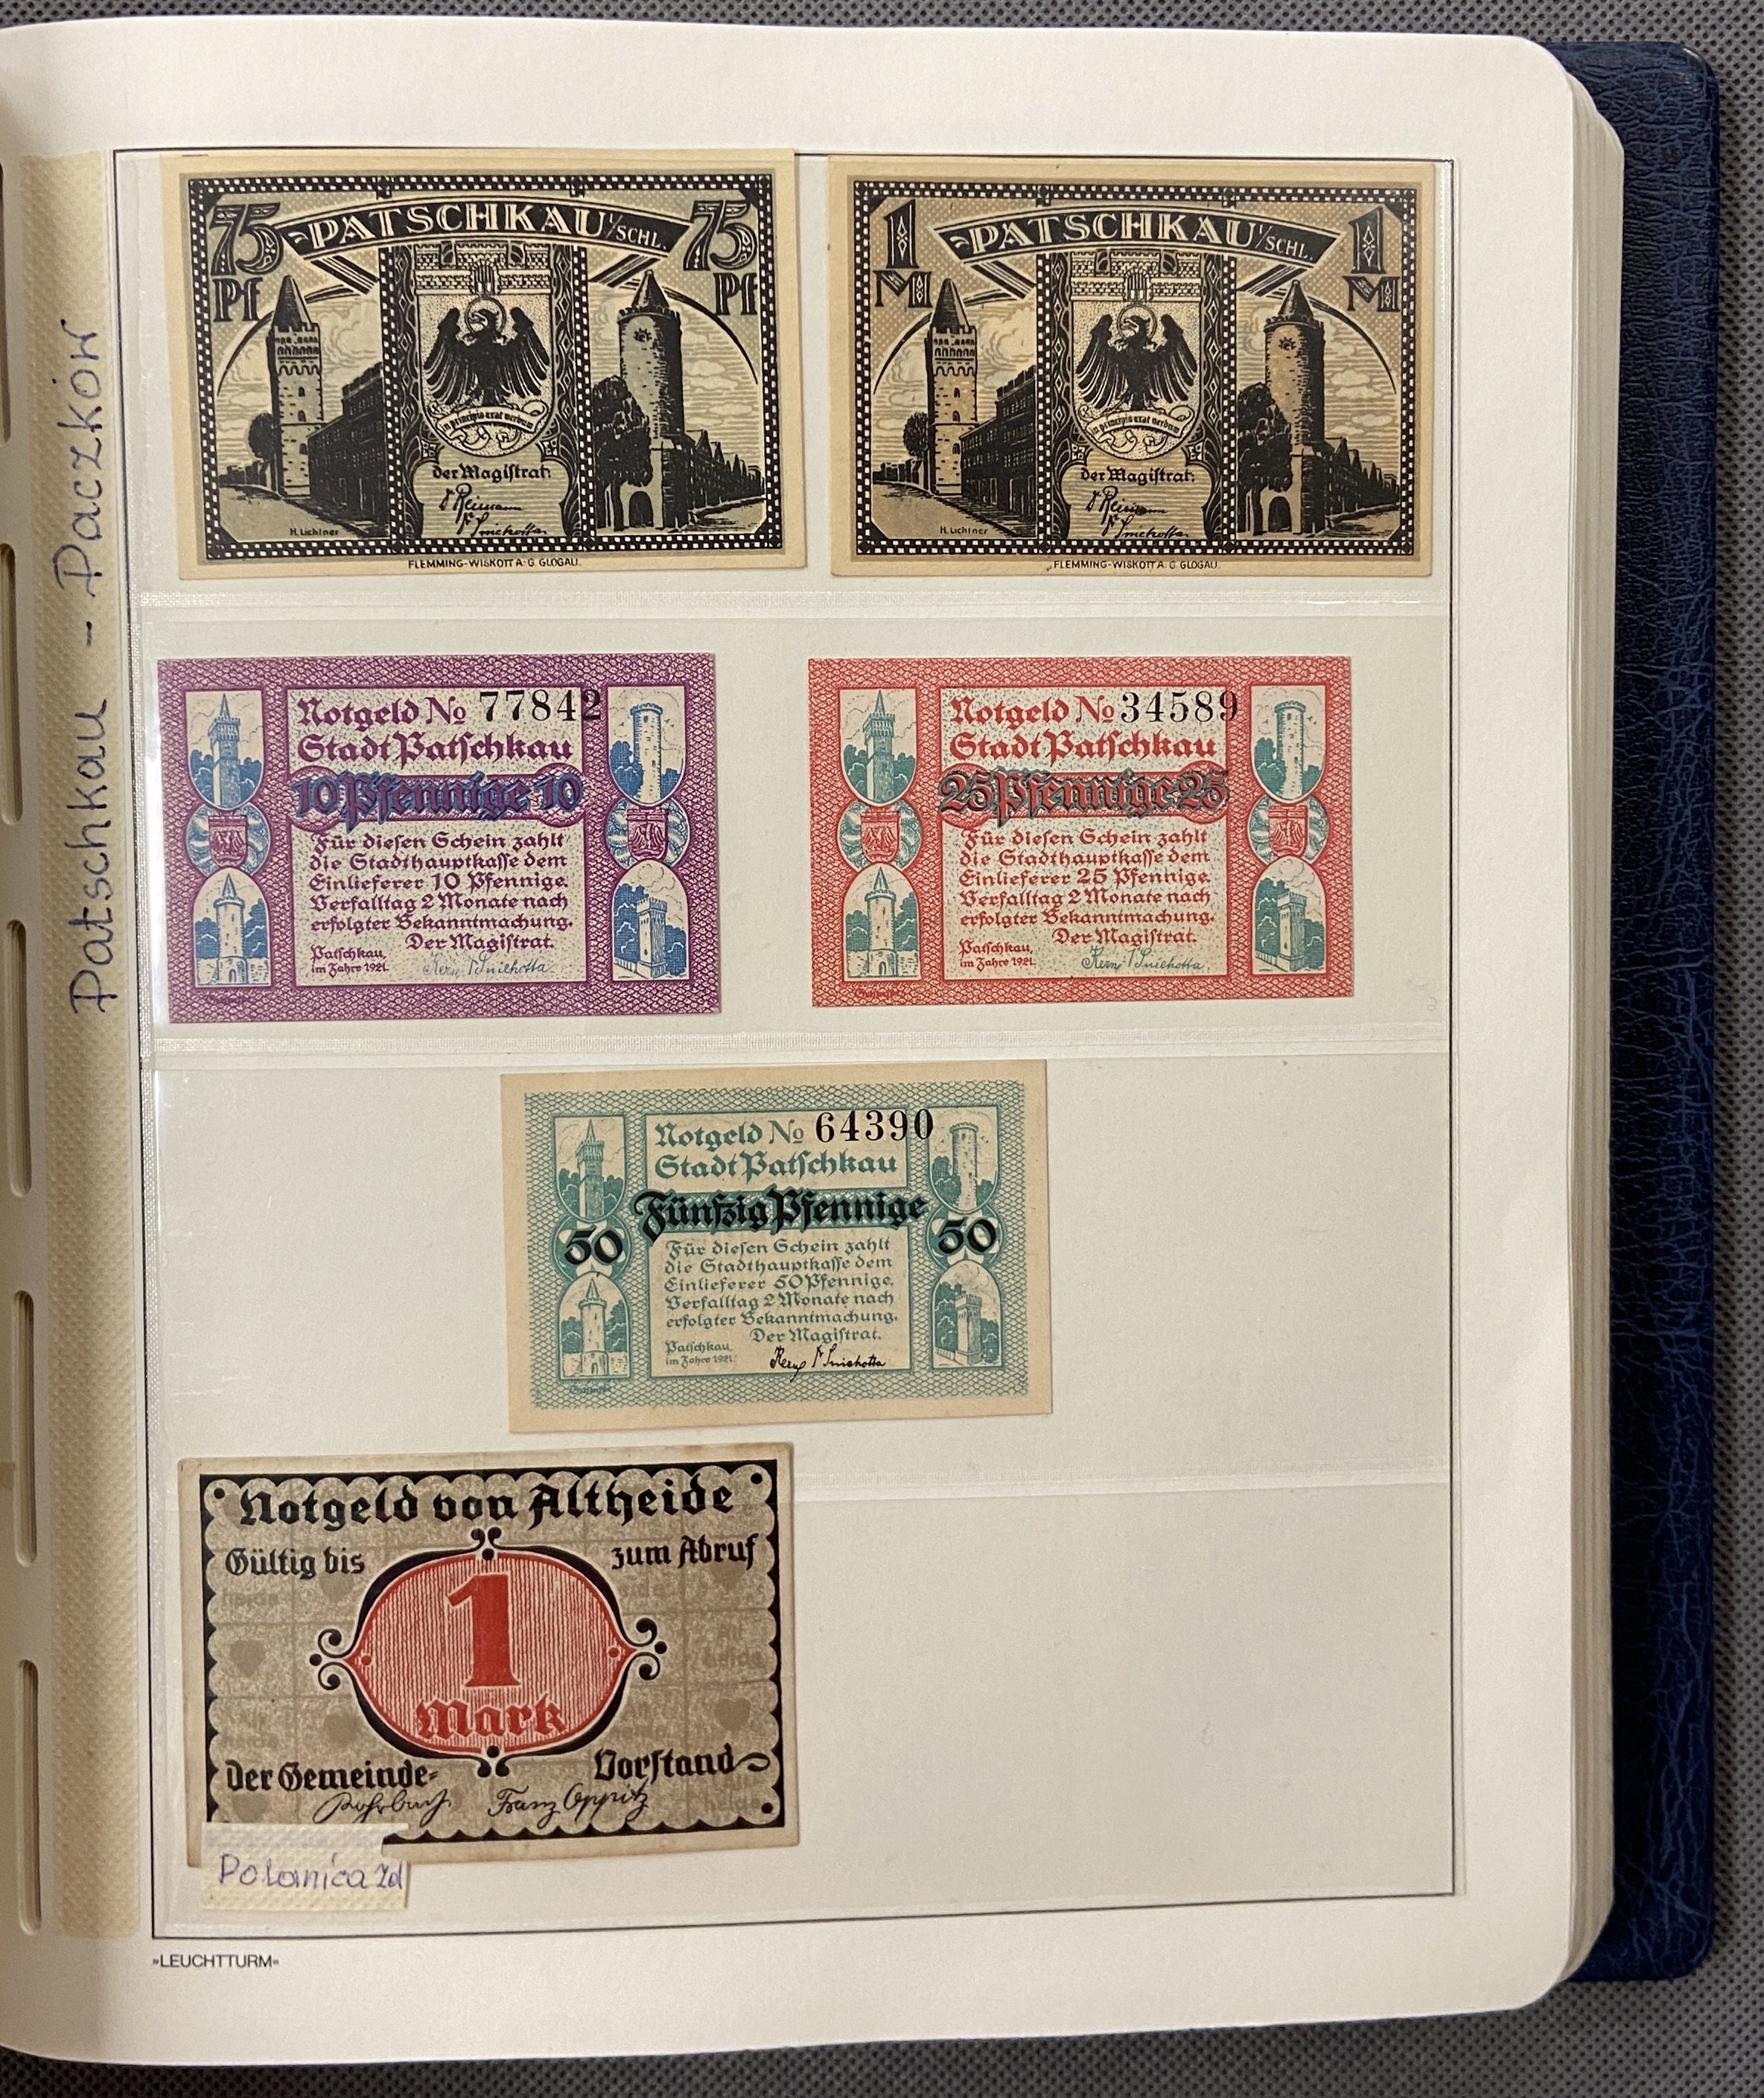 Patschkau - Paczków
75 PATSCHKAU i/SCHL. 75
Pf Pf
in principio erat verbum
der Magistrat:
Dr Reimann
H. Lichtner
FLEMMING-WISKOTT A.-G. GLOGAU.
1 PATSCHKAU i/SCHL. 1
M M
in principio erat verbum
der Magistrat:
Dr Reimann
H. Lichtner
FLEMMING-WISKOTT A. G. GLOGAU.
Notgeld No 77842
Stadt Patschkau
10 Pfennige 10
Für diesen Schein zahlt
die Stadthauptkasse dem
Einlieferer 10 Pfennige.
Verfalltag 2 Monate nach
erfolgter Bekanntmachung.
Der Magistrat.
Patschkau,
im Jahre 1921.
Notgeld No 34589
Stadt Patschkau
25 Pfennige 25
Für diesen Schein zahlt
die Stadthauptkasse dem
Einlieferer 25 Pfennige.
Verfalltag 2 Monate nach
erfolgter Bekanntmachung.
Der Magistrat.
Patschkau,
im Jahre 1921.
Notgeld No 64390
Stadt Patschkau
Fünfzig Pfennige
50 50
Für diesen Schein zahlt
die Stadthauptkasse dem
Einlieferer 50 Pfennige.
Verfalltag 2 Monate nach
erfolgter Bekanntmachung.
Der Magistrat.
Patschkau,
im Jahre 1921.
Notgeld von Altheide
Gültig bis zum Abruf
1
Mark
Der Gemeinde- Vorstand
Rohrbach Franz Oppitz
Polanica Zd
»LEUCHTTURM«